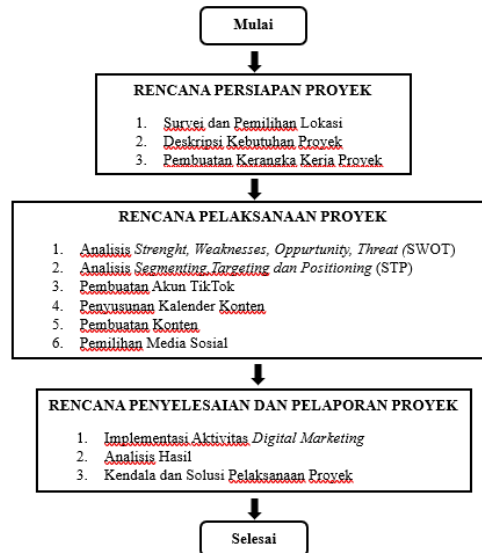 Mulai
RENCANA PERSIAPAN PROYEK
1. Survei dan Pemilihan Lokasi
2. Deskripsi Kebutuhan Proyek
3. Pembuatan Kerangka Kerja Proyek
RENCANA PELAKSANAAN PROYEK
1. Analisis Strenght, Weaknesses, Oppurtunity, Threat (SWOT)
2. Analisis Segmenting,Targeting dan Positioning (STP)
3. Pembuatan Akun TikTok
4. Penyusunan Kalender Konten
5. Pembuatan Konten
6. Pemilihan Media Sosial
RENCANA PENYELESAIAN DAN PELAPORAN PROYEK
1. Implementasi Aktivitas Digital Marketing
2. Analisis Hasil
3. Kendala dan Solusi Pelaksanaan Proyek
Selesai